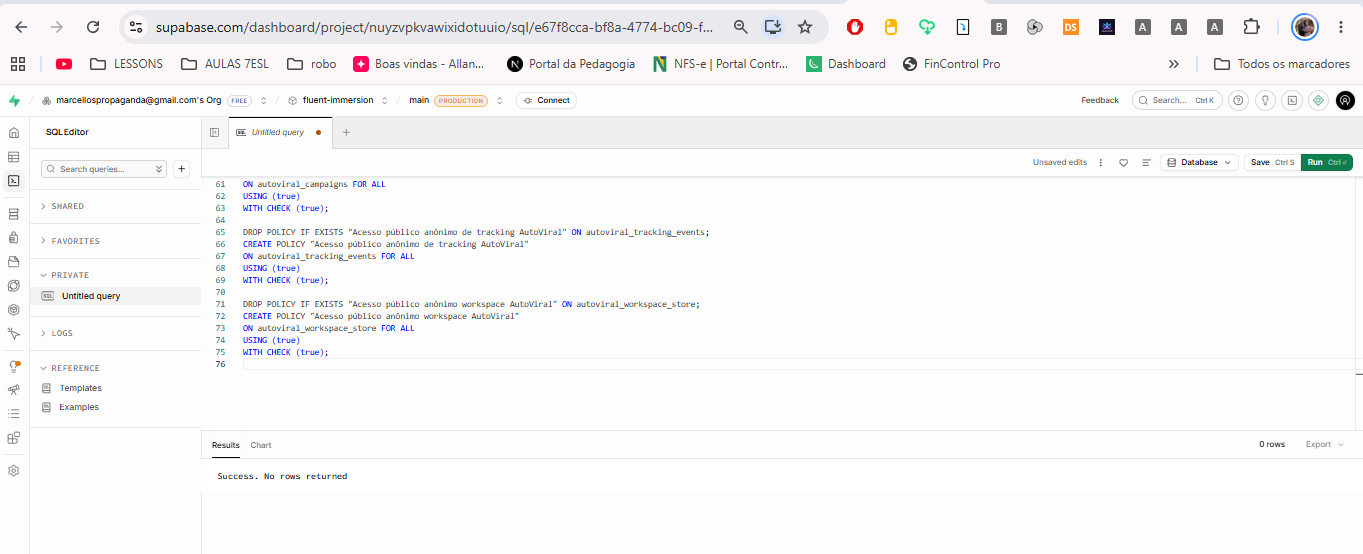 supabase.com/dashboard/project/nuyzvpkvawixidotuuio/sql/e67f8cca-bf8a-4774-bc09-f...
LESSONS
AULAS 7ESL
robo
Boas vindas - Allan...
Portal da Pedagogia
NFS-e | Portal Contr...
Dashboard
FinControl Pro
Todos os marcadores
marcellospropaganda@gmail.com's Org FREE / fluent-immersion / main PRODUCTION Connect
Feedback
Search... Ctrl K
SQL Editor
Untitled query
Search queries...
Unsaved edits
Database
Save Ctrl S
Run Ctrl
SHARED
FAVORITES
PRIVATE
Untitled query
LOGS
REFERENCE
Templates
Examples
61 ON autoviral_campaigns FOR ALL
62 USING (true)
63 WITH CHECK (true);
64
65 DROP POLICY IF EXISTS "Acesso público anônimo de tracking AutoViral" ON autoviral_tracking_events;
66 CREATE POLICY "Acesso público anônimo de tracking AutoViral"
67 ON autoviral_tracking_events FOR ALL
68 USING (true)
69 WITH CHECK (true);
70
71 DROP POLICY IF EXISTS "Acesso público anônimo workspace AutoViral" ON autoviral_workspace_store;
72 CREATE POLICY "Acesso público anônimo workspace AutoViral"
73 ON autoviral_workspace_store FOR ALL
74 USING (true)
75 WITH CHECK (true);
76
Results
Chart
0 rows
Export
Success. No rows returned